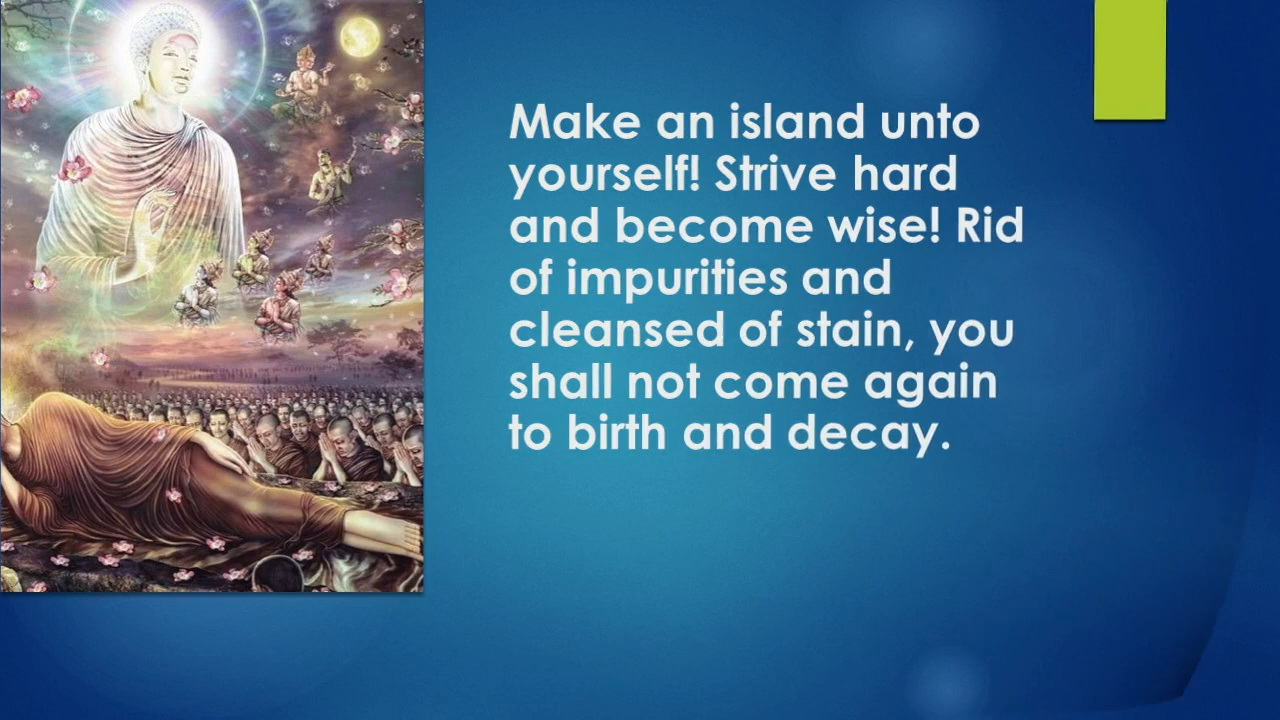 Make an island unto
yourself! Strive hard
and become wise! Rid
of impurities and
cleansed of stain, you
shall not come again
to birth and decay.